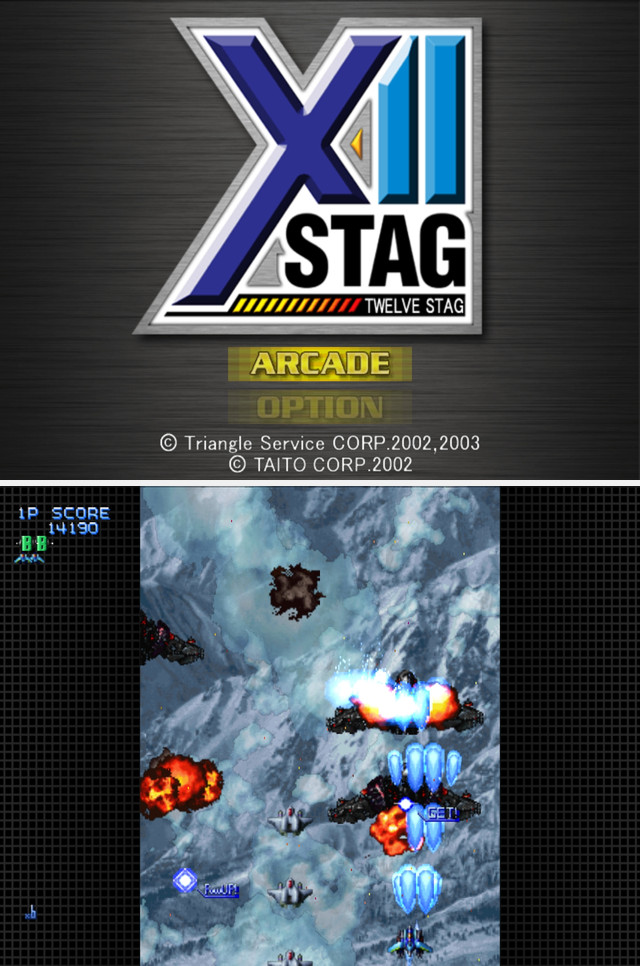 XII
STAG
TWELVE STAG
ARCADE
OPTION
© Triangle Service CORP.2002,2003
© TAITO CORP.2002
1P SCORE
14190
GET!
PowUP!